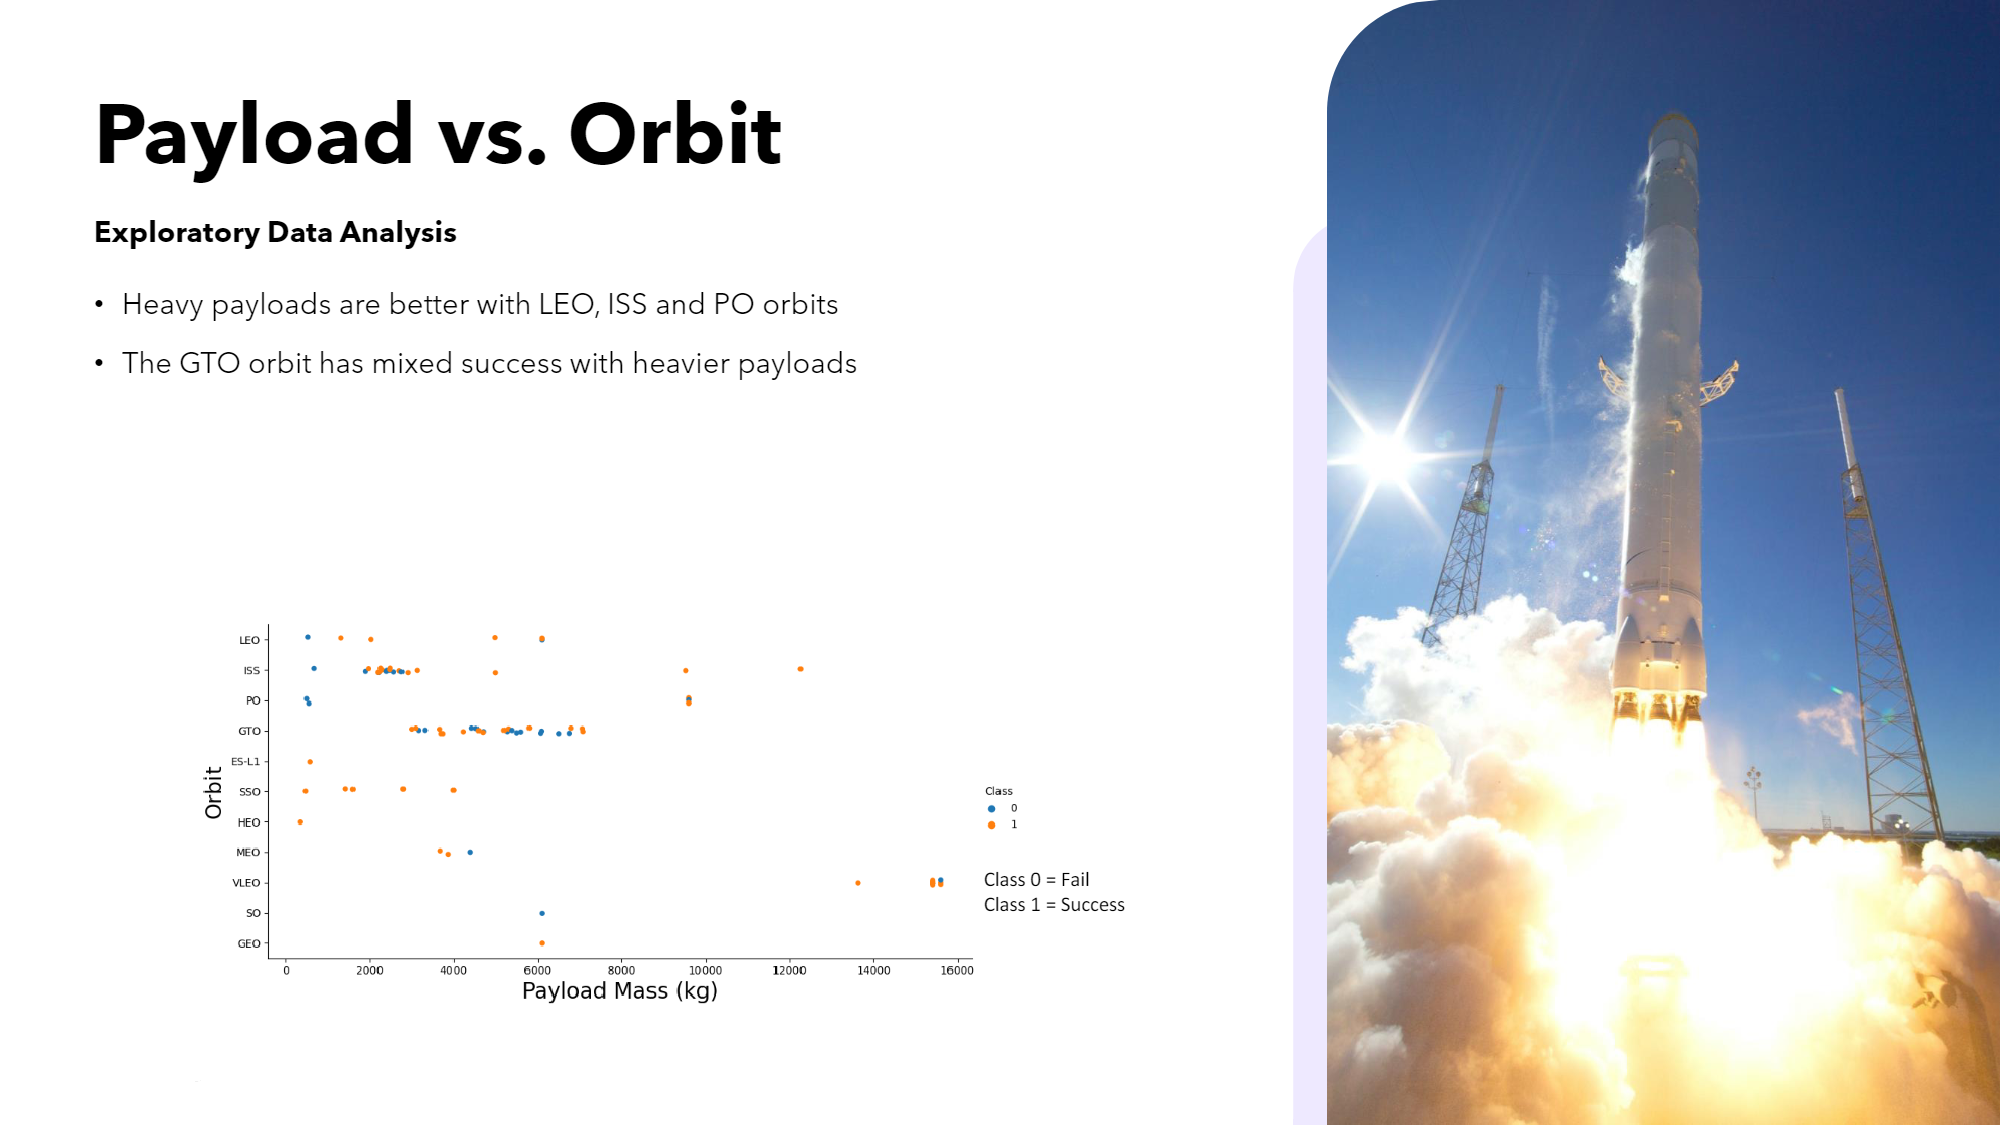 Payload vs. Orbit
Exploratory Data Analysis
• Heavy payloads are better with LEO, ISS and PO orbits
• The GTO orbit has mixed success with heavier payloads
LEO
ISS
PO
GTO
ES-L1
SSO
HEO
MEO
VLEO
SO
GEO
Orbit
0 2000 4000 6000 8000 10000 12000 14000 16000
Payload Mass (kg)
Class
0
1
Class 0 = Fail
Class 1 = Success